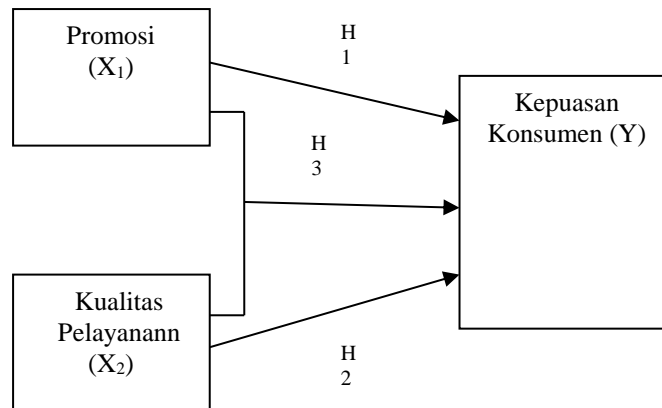 Promosi
(X₁)
H
1
Kepuasan
Konsumen (Y)
H
3
Kualitas
Pelayanann
(X₂)
H
2